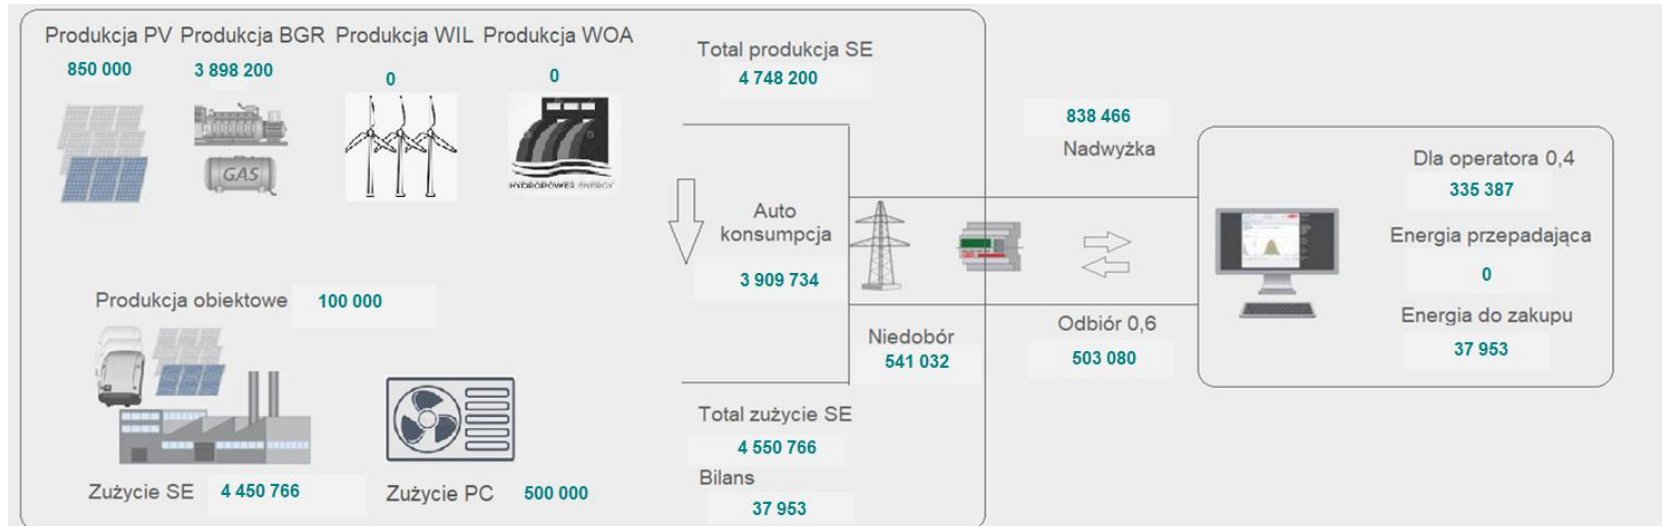 Produkcja PV Produkcja BGR Produkcja WIL Produkcja WOA
850 000 3 898 200 0 0
GAS
HYDROPOWER ENERGY
Total produkcja SE
4 748 200
838 466
Nadwyżka
Dla operatora 0,4
335 387
Auto
konsumpcja
3 909 734
Energia przepadająca
0
Produkcja obiektowe 100 000
Niedobór
541 032
Odbiór 0,6
503 080
Energia do zakupu
37 953
Total zużycie SE
4 550 766
Bilans
37 953
Zużycie SE 4 450 766
Zużycie PC 500 000